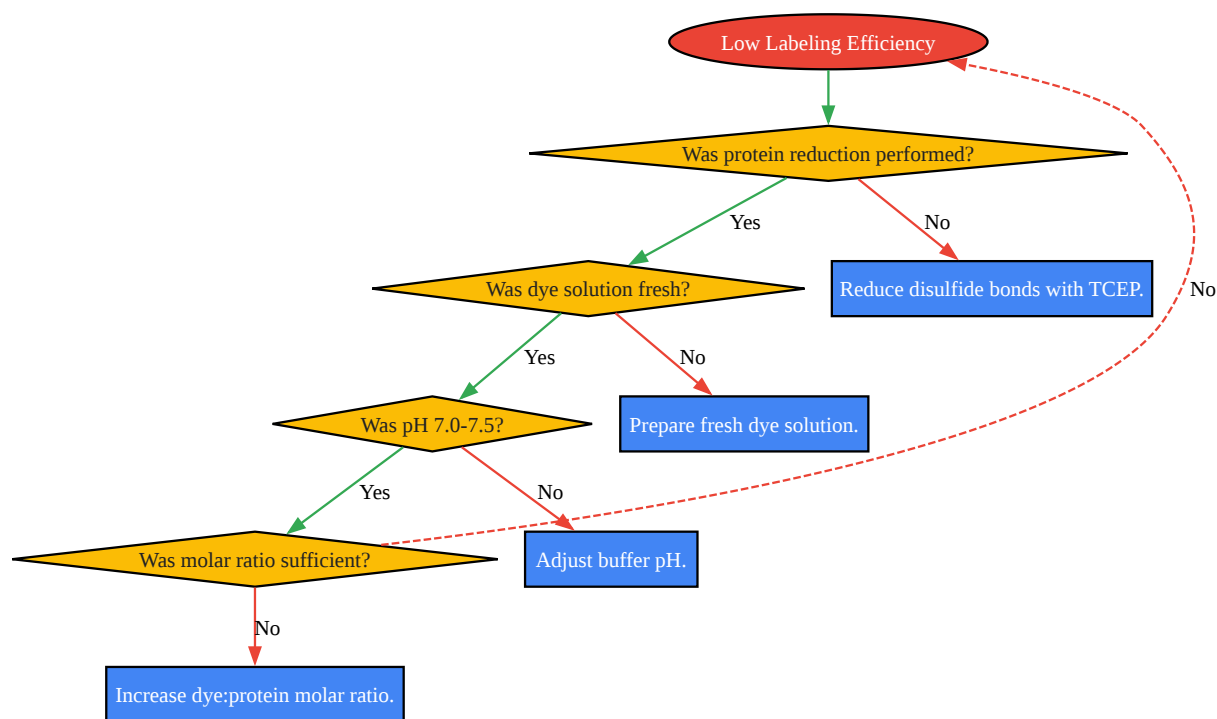 Low Labeling Efficiency
Was protein reduction performed?
Yes
No
Was dye solution fresh?
Reduce disulfide bonds with TCEP.
No
Yes
No
Was pH 7.0-7.5?
Prepare fresh dye solution.
Yes
No
Was molar ratio sufficient?
Adjust buffer pH.
No
Increase dye:protein molar ratio.